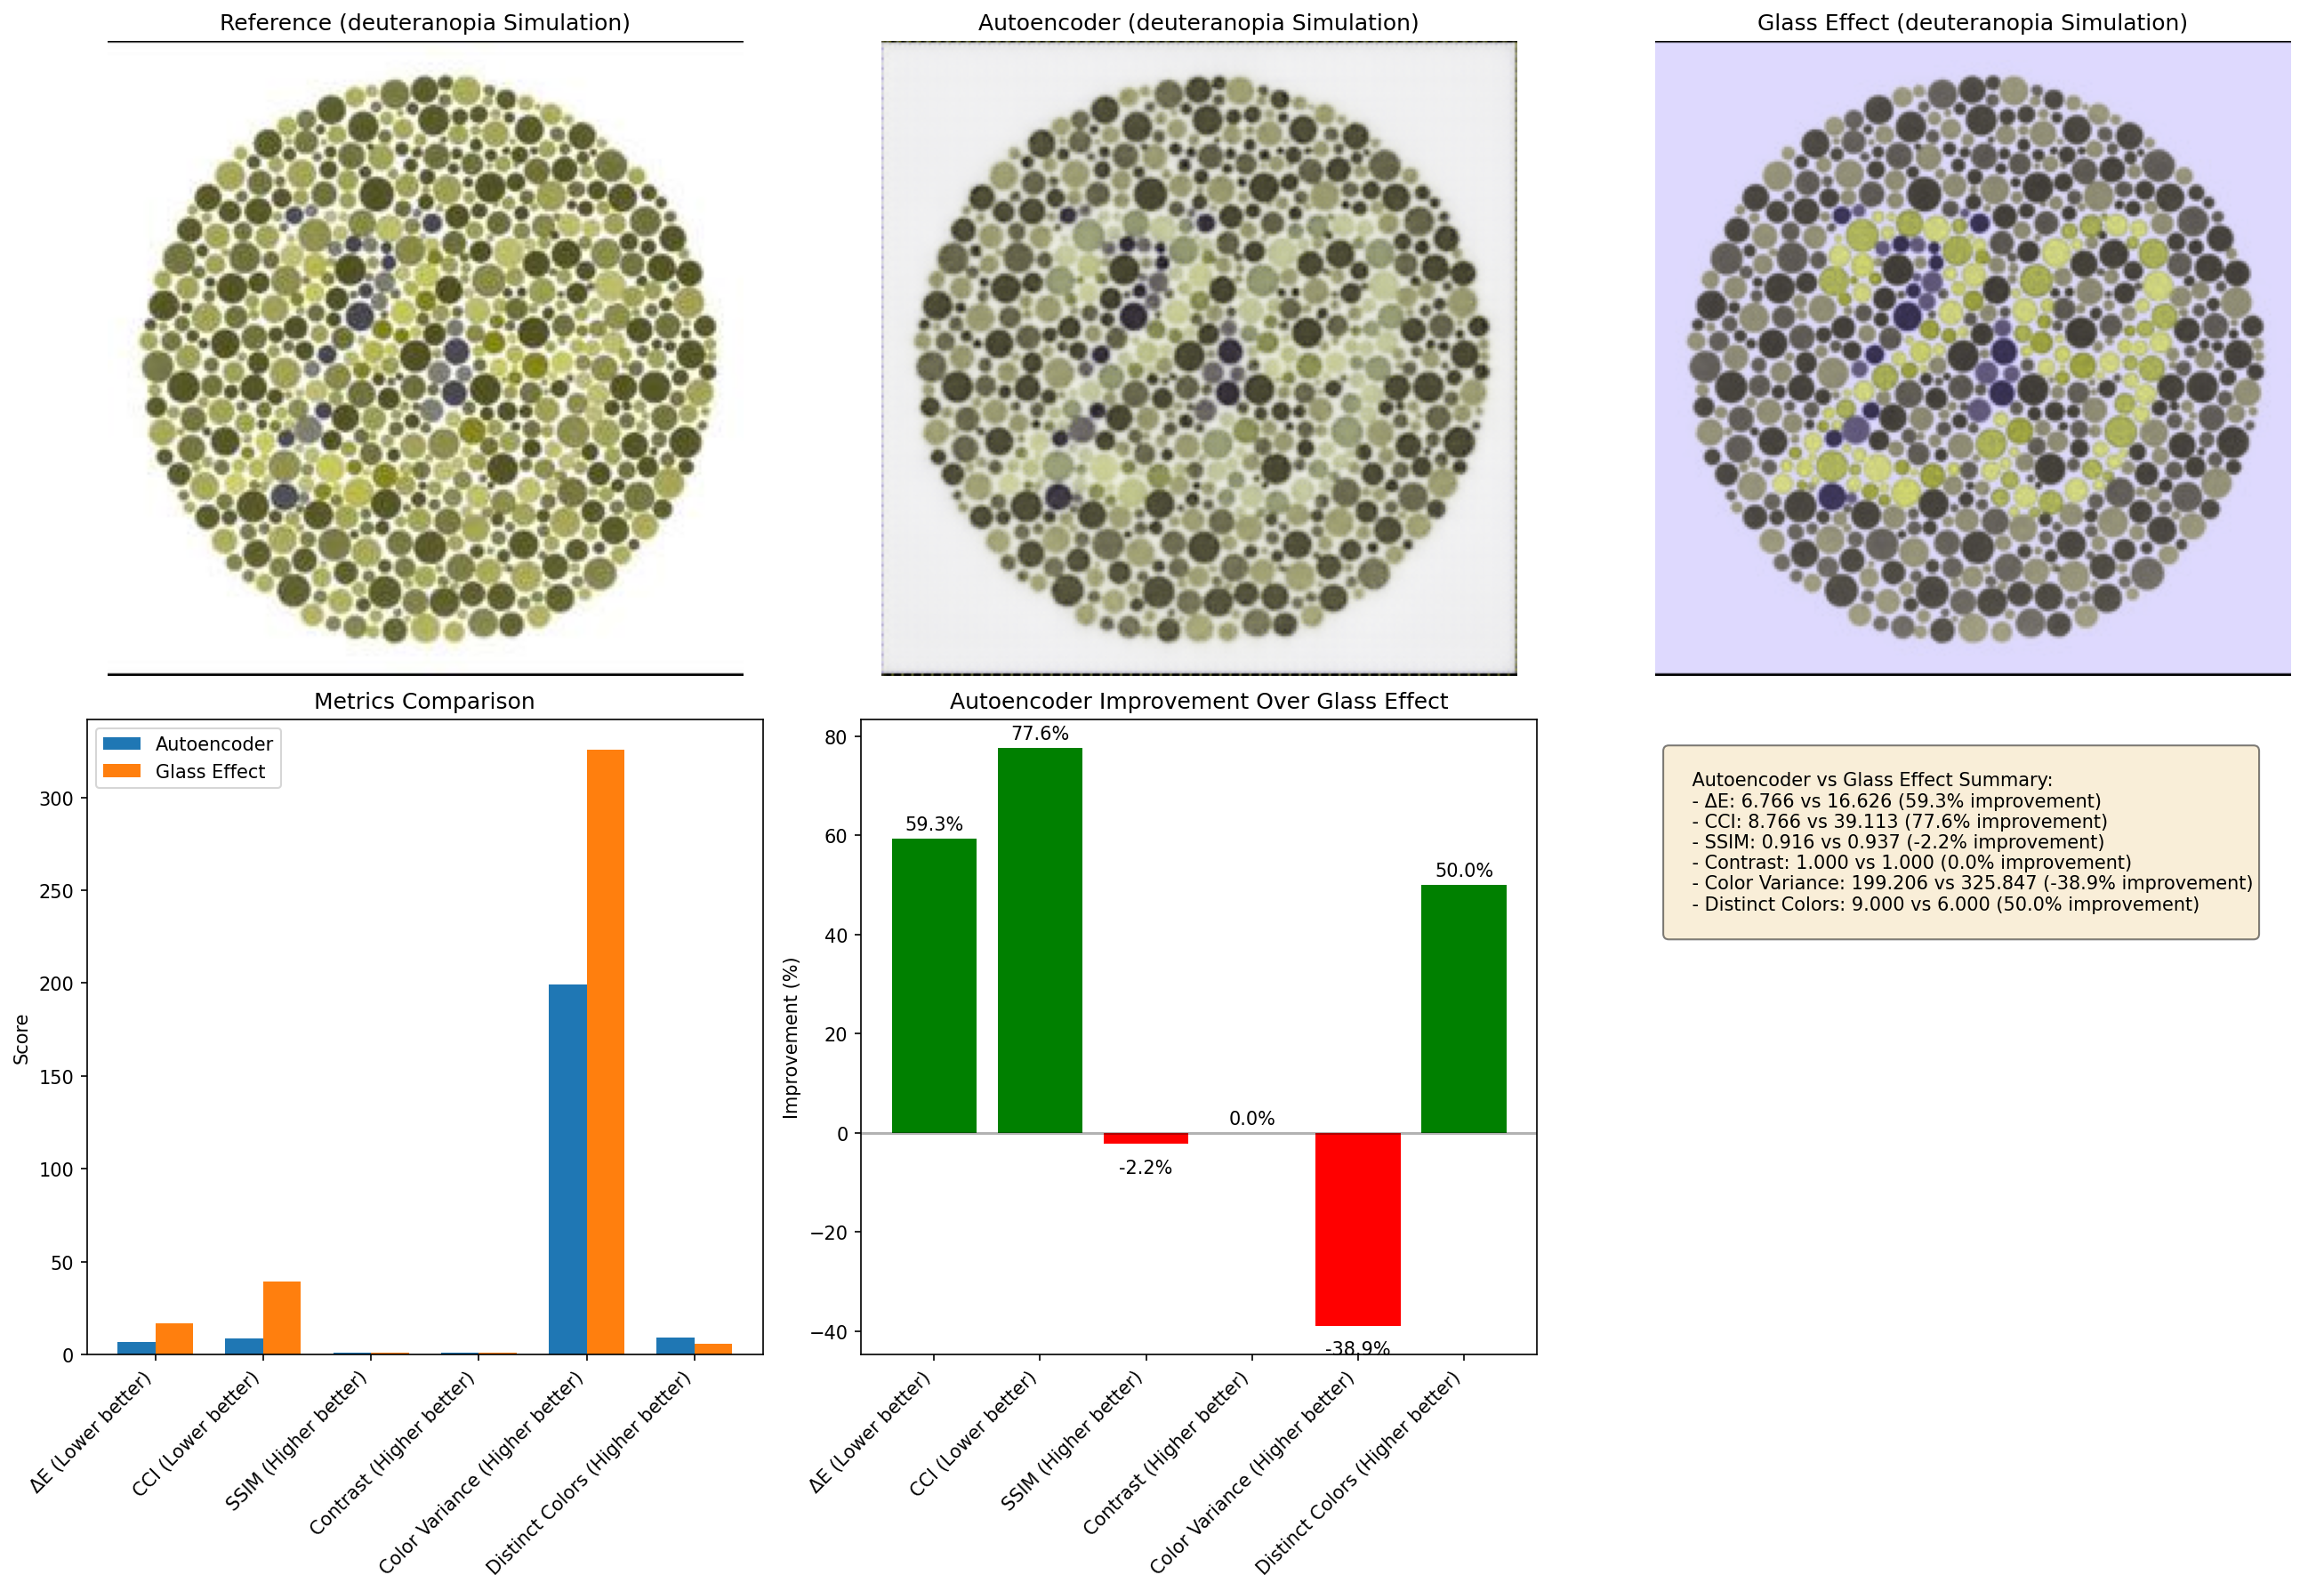 Reference (deuteranopia Simulation)
Autoencoder (deuteranopia Simulation)
Glass Effect (deuteranopia Simulation)
23
Metrics Comparison
Autoencoder
Glass Effect
Score
300
250
200
150
100
50
0
ΔE (Lower better)
CCI (Lower better)
SSIM (Higher better)
Contrast (Higher better)
Color Variance (Higher better)
Distinct Colors (Higher better)
Autoencoder Improvement Over Glass Effect
Improvement (%)
80
60
40
20
0
−20
−40
59.3%
77.6%
-2.2%
0.0%
-38.9%
50.0%
ΔE (Lower better)
CCI (Lower better)
SSIM (Higher better)
Contrast (Higher better)
Color Variance (Higher better)
Distinct Colors (Higher better)
Autoencoder vs Glass Effect Summary:
- ΔE: 6.766 vs 16.626 (59.3% improvement)
- CCI: 8.766 vs 39.113 (77.6% improvement)
- SSIM: 0.916 vs 0.937 (-2.2% improvement)
- Contrast: 1.000 vs 1.000 (0.0% improvement)
- Color Variance: 199.206 vs 325.847 (-38.9% improvement)
- Distinct Colors: 9.000 vs 6.000 (50.0% improvement)